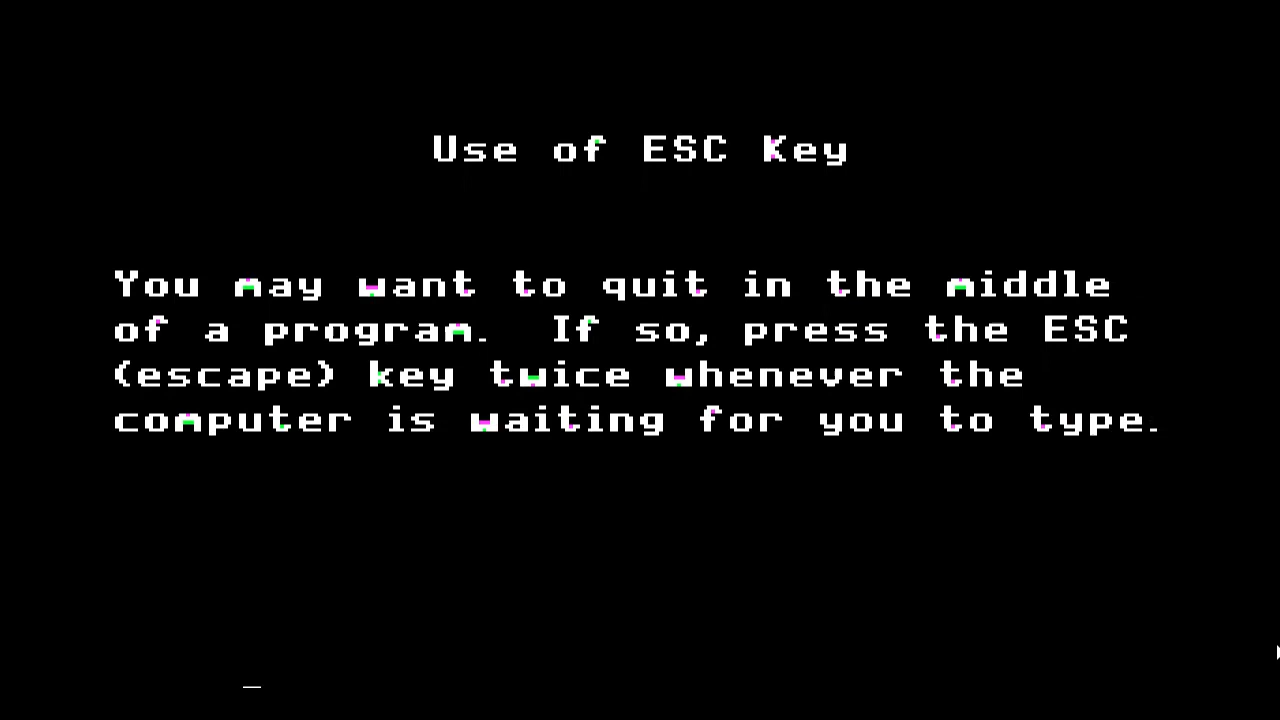 Use of ESC Key
You may want to quit in the middle
of a program.  If so, press the ESC
(escape) key twice whenever the
computer is waiting for you to type.